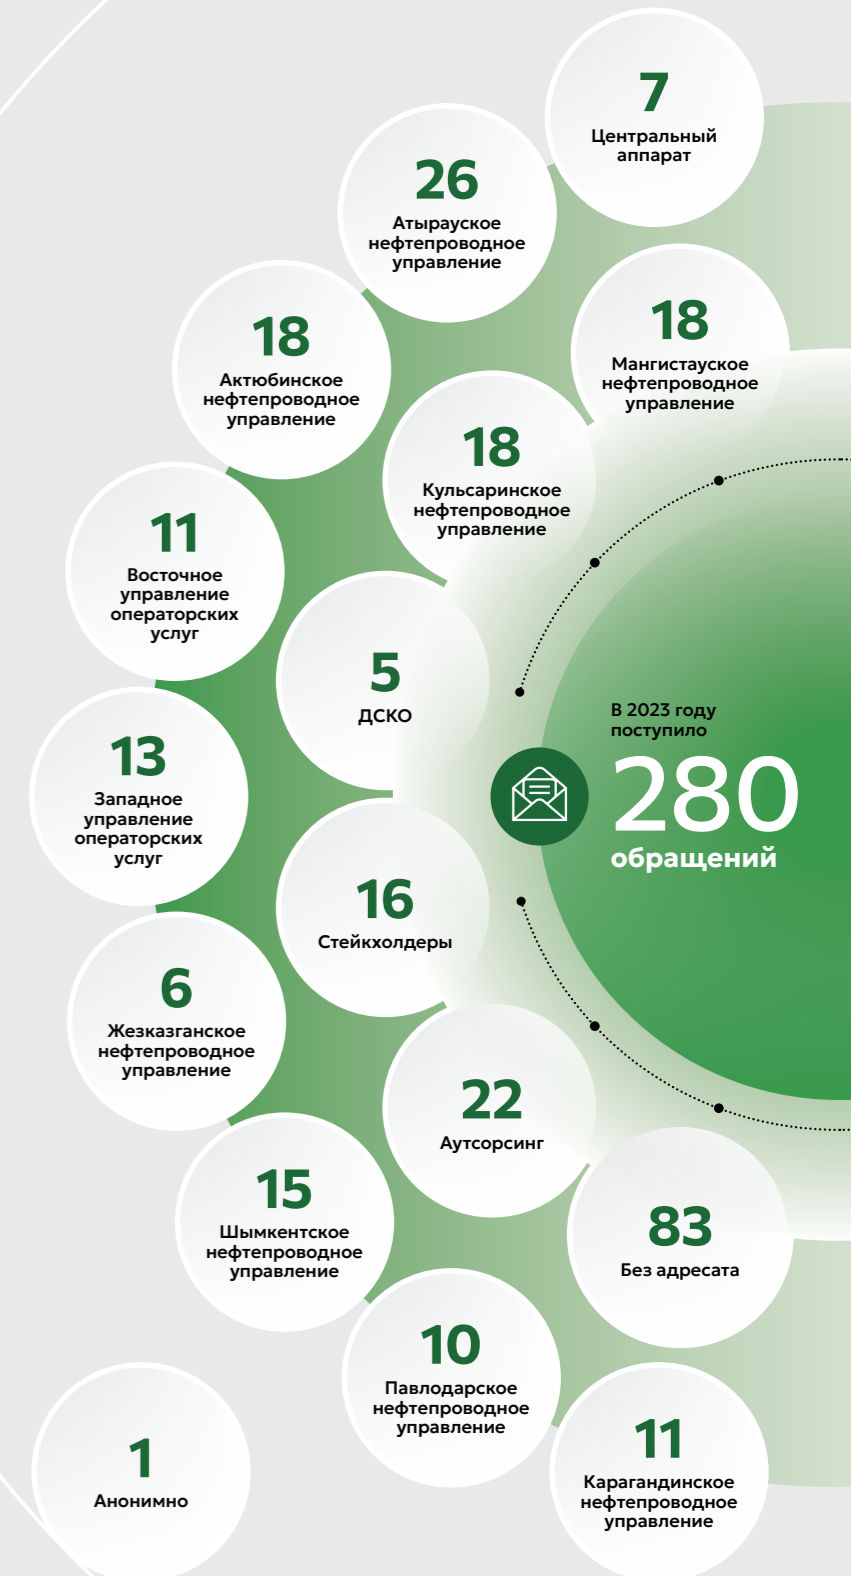 7
Центральный
аппарат
26
Атырауское
нефтепроводное
управление
18
Мангистауское
нефтепроводное
управление
18
Актюбинское
нефтепроводное
управление
18
Кульсаринское
нефтепроводное
управление
11
Восточное
управление
операторских
услуг
5
ДСКО
В 2023 году
поступило
280
обращений
13
Западное
управление
операторских
услуг
16
Стейкхолдеры
6
Жезказганское
нефтепроводное
управление
22
Аутсорсинг
15
Шымкентское
нефтепроводное
управление
83
Без адресата
10
Павлодарское
нефтепроводное
управление
11
Карагандинское
нефтепроводное
управление
1
Анонимно